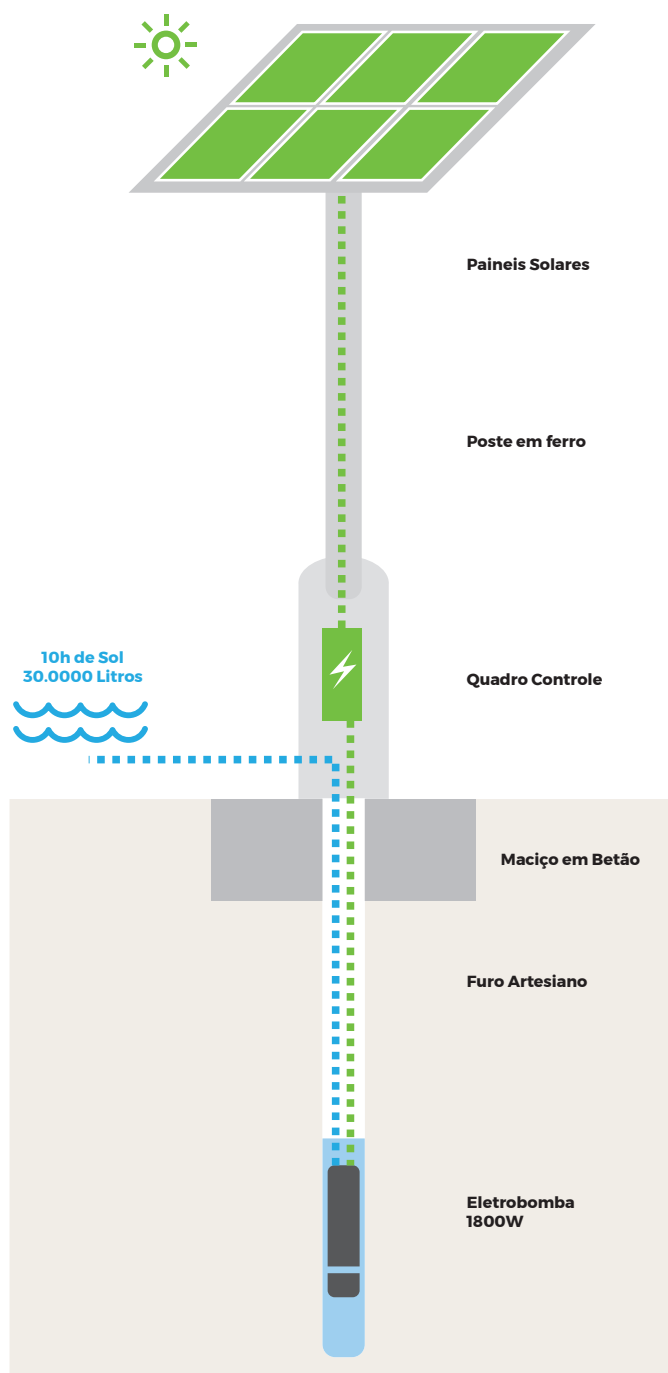 Paineis Solares
Poste em ferro
10h de Sol
30.0000 Litros
Quadro Controle
Maciço em Betão
Furo Artesiano
Eletrobomba
1800W